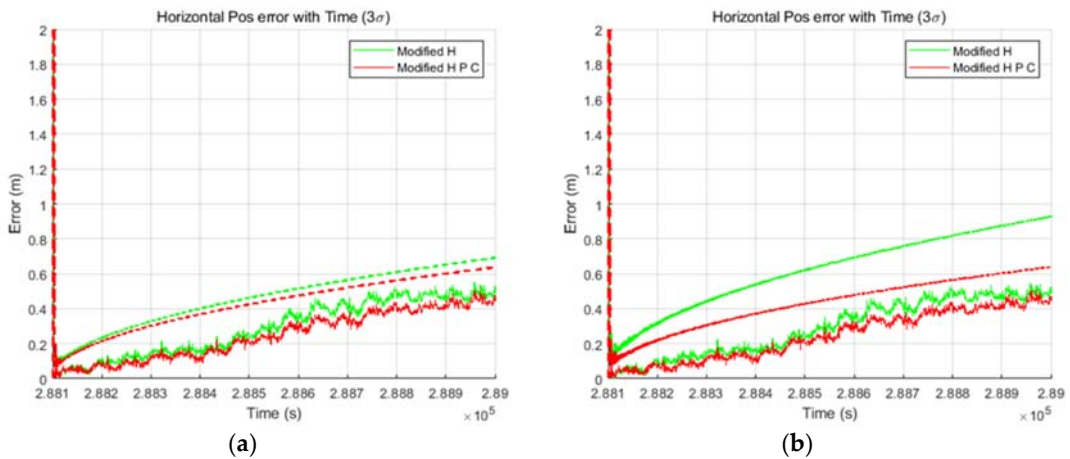 Horizontal Pos error with Time (3σ)
Modified H
Modified H P C
Error (m)
2
1.8
1.6
1.4
1.2
1
0.8
0.6
0.4
0.2
0
2.881 2.882 2.883 2.884 2.885 2.886 2.887 2.888 2.889 2.89
Time (s)
×10⁵
(a)
Horizontal Pos error with Time (3σ)
Modified H
Modified H P C
Error (m)
2
1.8
1.6
1.4
1.2
1
0.8
0.6
0.4
0.2
0
2.881 2.882 2.883 2.884 2.885 2.886 2.887 2.888 2.889 2.89
Time (s)
×10⁵
(b)